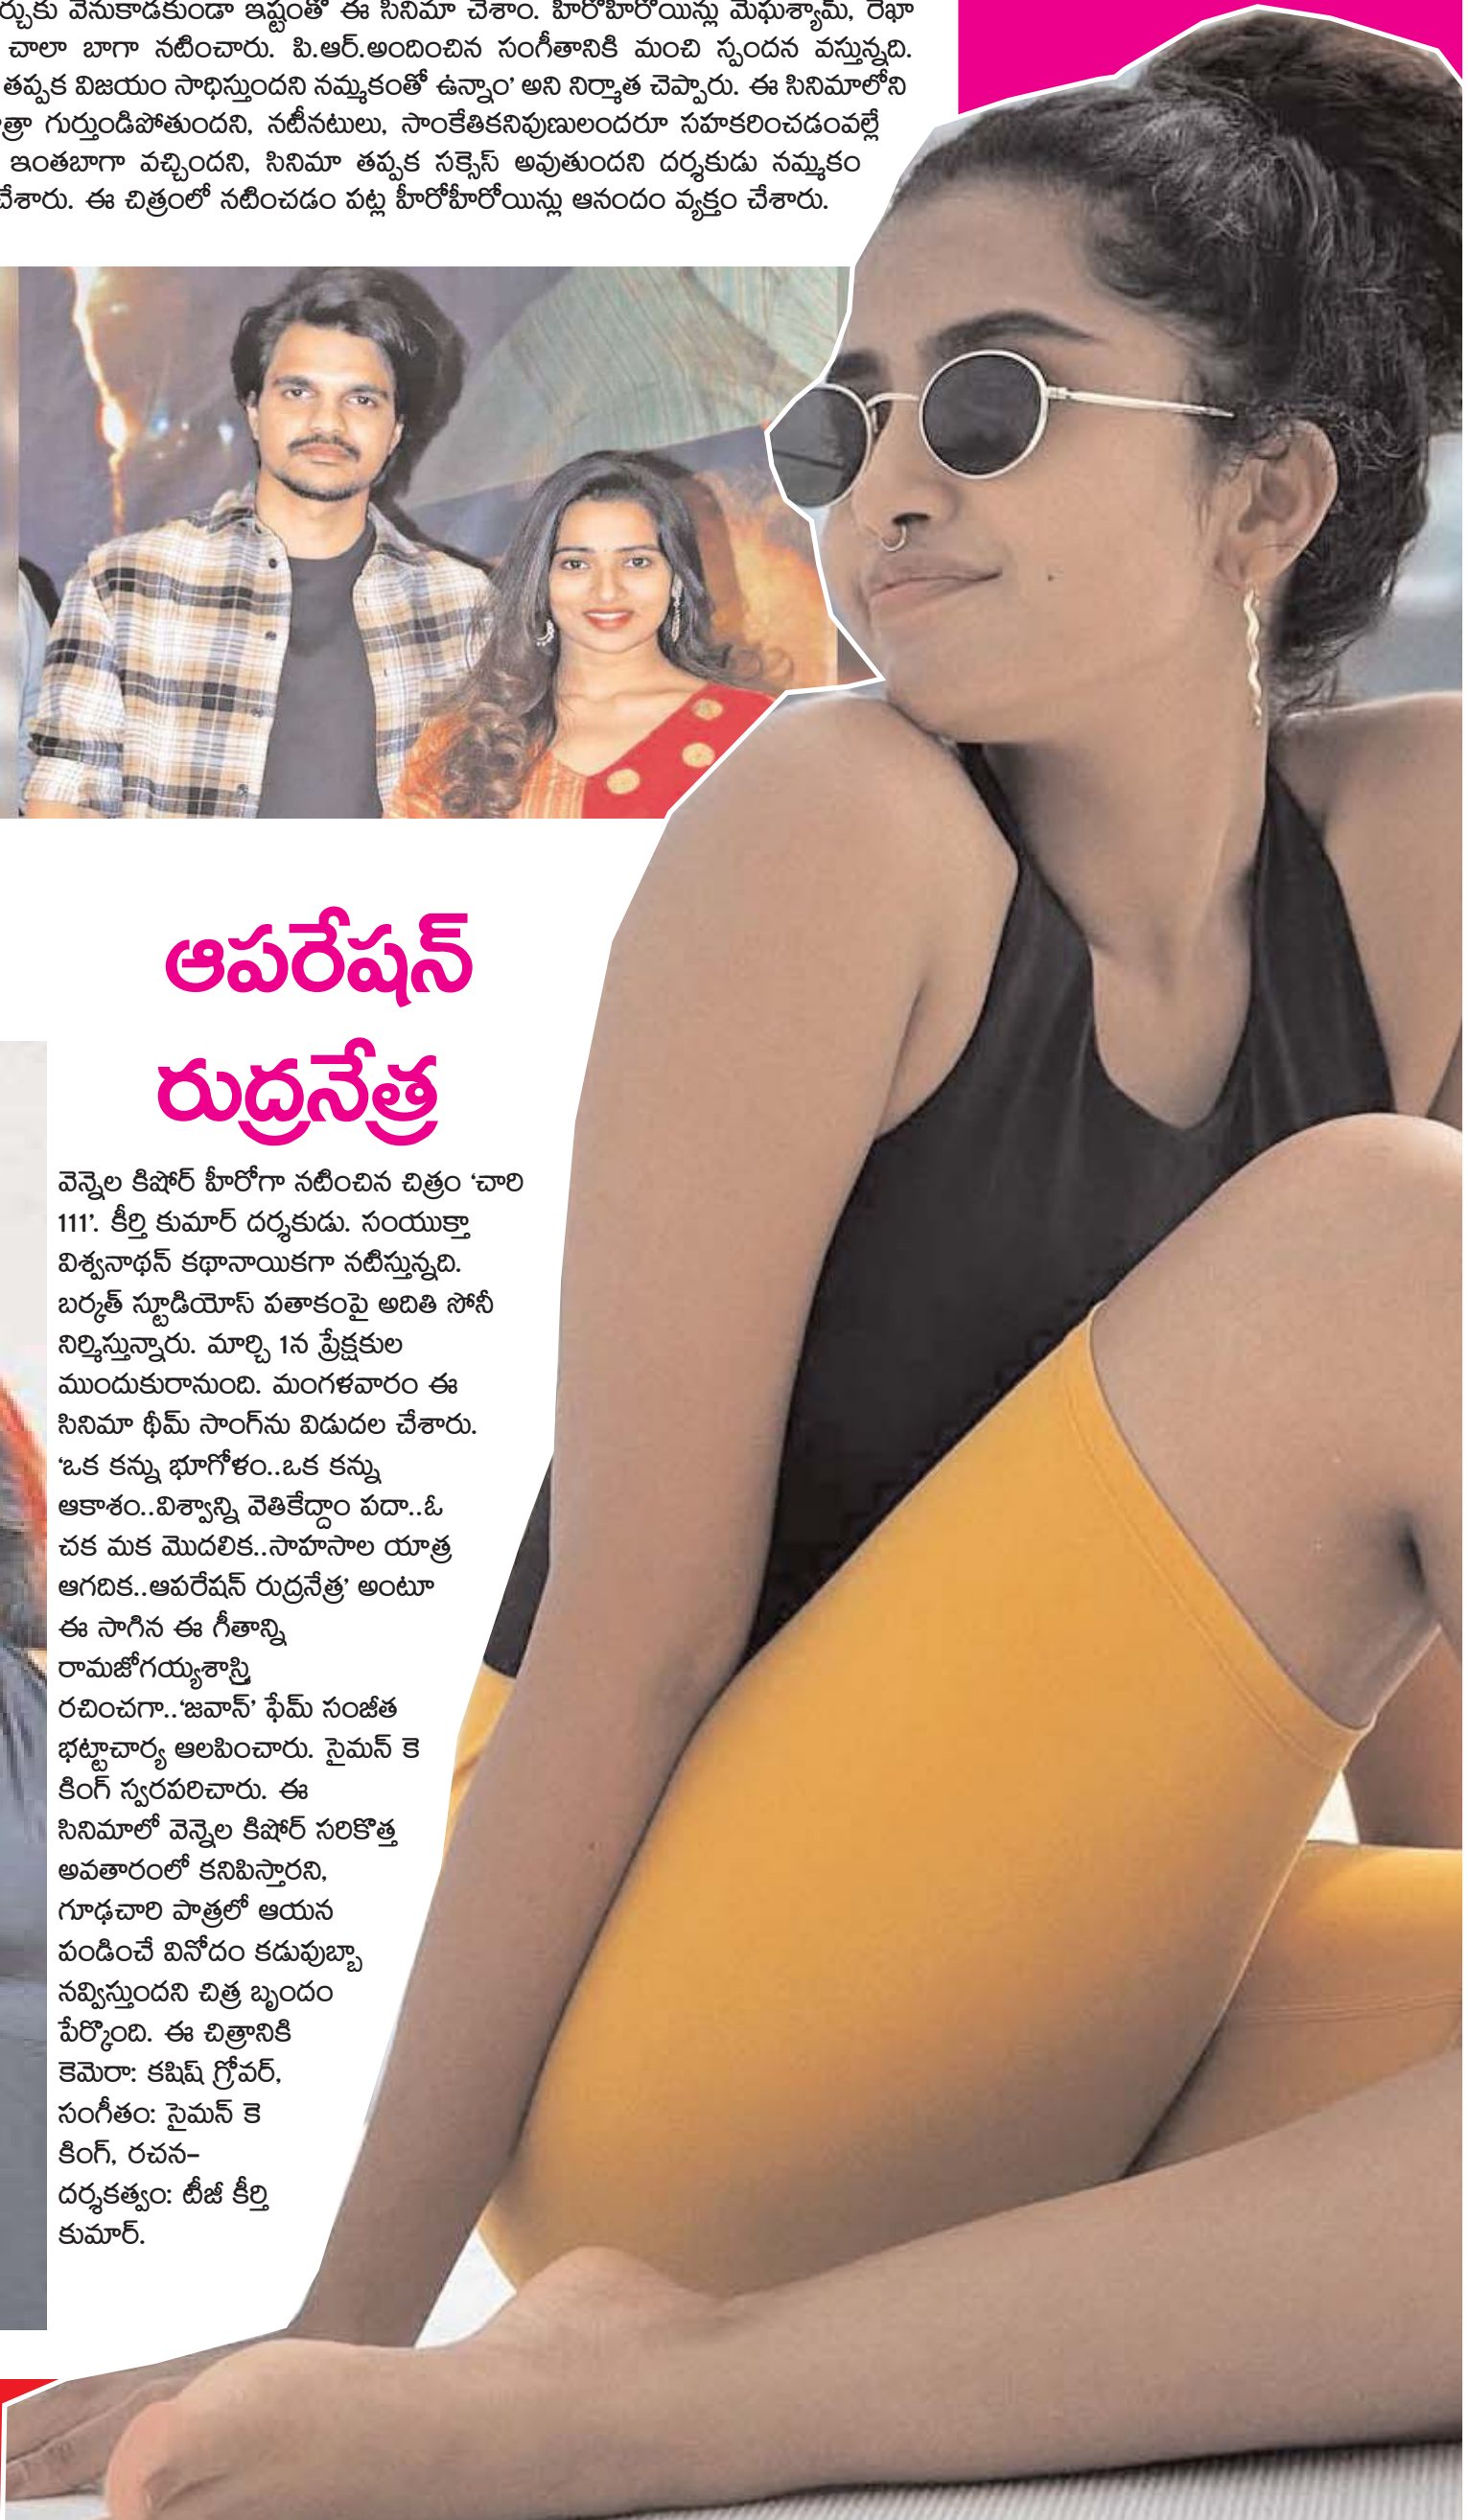 ర్చుకు వెనుకాడకుండా ఇష్టంతో ఈ సినిమా చేశాం. హీరోహీరోయిన్లు మేఘశ్యామ్, రేఖా
చాలా బాగా నటించారు. పి.ఆర్.అందించిన సంగీతానికి మంచి స్పందన వస్తున్నది.
తప్పక విజయం సాధిస్తుందని నమ్మకంతో ఉన్నాం’ అని నిర్మాత చెప్పారు. ఈ సినిమాలోని
త్రా గుర్తుండిపోతుందని, నటీనటులు, సాంకేతికనిపుణులందరూ సహకరించడంవల్లే
ఇంతబాగా వచ్చిందని, సినిమా తప్పక సక్సెస్ అవుతుందని దర్శకుడు నమ్మకం
చేశారు. ఈ చిత్రంలో నటించడం పట్ల హీరోహీరోయిన్లు ఆనందం వ్యక్తం చేశారు.
ఆపరేషన్
రుద్రనేత్ర
వెన్నెల కిషోర్ హీరోగా నటించిన చిత్రం ‘చారి
111’. కీర్తి కుమార్ దర్శకుడు. సంయుక్తా
విశ్వనాథన్ కథానాయికగా నటిస్తున్నది.
బర్కత్ స్టూడియోస్ పతాకంపై అదితి సోనీ
నిర్మిస్తున్నారు. మార్చి 1న ప్రేక్షకుల
ముందుకురానుంది. మంగళవారం ఈ
సినిమా థీమ్ సాంగ్‌ను విడుదల చేశారు.
‘ఒక కన్ను భూగోళం..ఒక కన్ను
ఆకాశం..విశ్వాన్ని వెతికేద్దాం పదా..ఓ
చక మక మొదలిక..సాహసాల యాత్ర
ఆగదిక..ఆపరేషన్ రుద్రనేత్ర’ అంటూ
ఈ సాగిన ఈ గీతాన్ని
రామజోగయ్యశాస్త్రి
రచించగా..‘జవాన్’ ఫేమ్ సంజీత
భట్టాచార్య ఆలపించారు. సైమన్ కె
కింగ్ స్వరపరిచారు. ఈ
సినిమాలో వెన్నెల కిషోర్ సరికొత్త
అవతారంలో కనిపిస్తారని,
గూఢచారి పాత్రలో ఆయన
పండించే వినోదం కడుపుబ్బా
నవ్విస్తుందని చిత్ర బృందం
పేర్కొంది. ఈ చిత్రానికి
కెమెరా: కషిష్ గ్రోవర్,
సంగీతం: సైమన్ కె
కింగ్, రచన-
దర్శకత్వం: టీజీ కీర్తి
కుమార్.